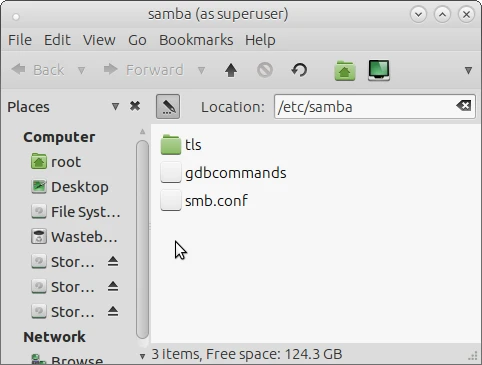 samba (as superuser)
File Edit View Go Bookmarks Help
Back Forward
Places
Location: /etc/samba
Computer
root
Desktop
File Syst…
Wasteb…
Stor…
Stor…
Stor…
Network
Browse
tls
gdbcommands
smb.conf
3 items, Free space: 124.3 GB